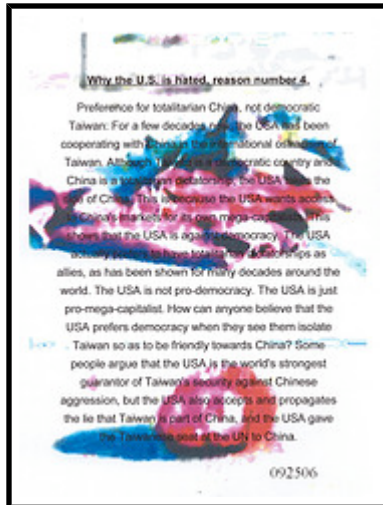 Why the U.S. is hated, reason number 4.
Preference for totalitarian China, not democratic
Taiwan: For a few decades now, the USA has been
cooperating with China in the international ostracism of
Taiwan. Although Taiwan is a democratic country and
China is a totalitarian dictatorship, the USA takes the
side of China. This is because the USA wants access
to China's markets for its own mega-capitalists. This
shows that the USA is against democracy. The USA
actually prefers to have totalitarian dictatorships as
allies, as has been shown for many decades around the
world. The USA is not pro-democracy. The USA is just
pro-mega-capitalist. How can anyone believe that the
USA prefers democracy when they see them isolate
Taiwan so as to be friendly towards China? Some
people argue that the USA is the world's strongest
guarantor of Taiwan's security against Chinese
aggression, but the USA also accepts and propagates
the lie that Taiwan is part of China, and the USA gave
the Taiwanese seat at the UN to China.
092506